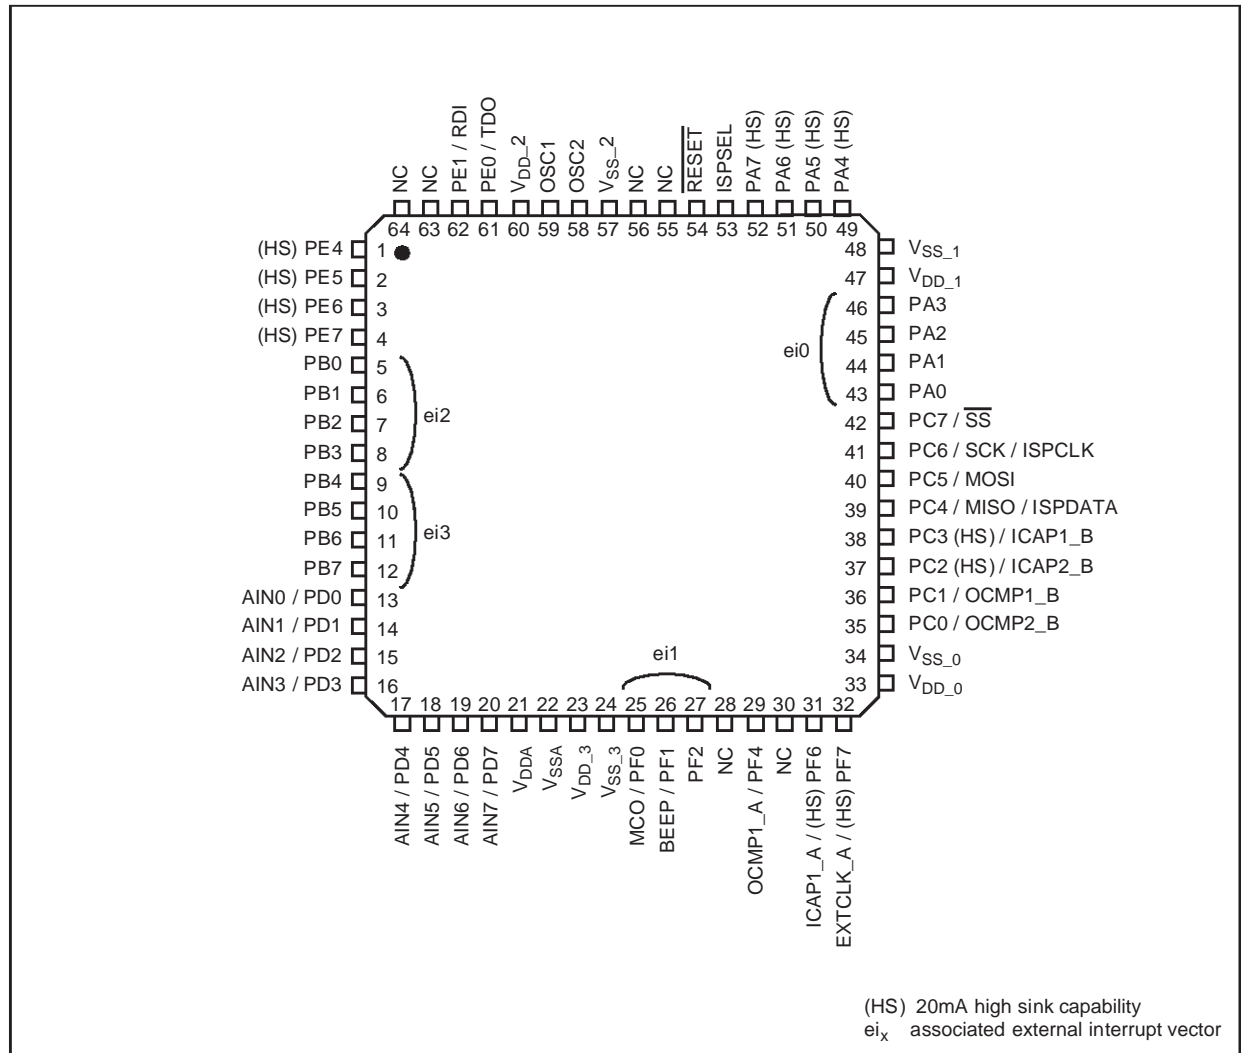 NC
NC
PE1 / RDI
PE0 / TDO
VDD_2
OSC1
OSC2
VSS_2
NC
NC
RESET
ISPSEL
PA7 (HS)
PA6 (HS)
PA5 (HS)
PA4 (HS)
64 63 62 61 60 59 58 57 56 55 54 53 52 51 50 49
(HS) PE4 1
(HS) PE5 2
(HS) PE6 3
(HS) PE7 4
PB0 5
PB1 6
PB2 7
PB3 8
ei2
PB4 9
PB5 10
PB6 11
PB7 12
ei3
AIN0 / PD0 13
AIN1 / PD1 14
AIN2 / PD2 15
AIN3 / PD3 16
48 VSS_1
47 VDD_1
46 PA3
45 PA2
44 PA1
43 PA0
ei0
42 PC7 / SS
41 PC6 / SCK / ISPCLK
40 PC5 / MOSI
39 PC4 / MISO / ISPDATA
38 PC3 (HS) / ICAP1_B
37 PC2 (HS) / ICAP2_B
36 PC1 / OCMP1_B
35 PC0 / OCMP2_B
34 VSS_0
33 VDD_0
ei1
17 18 19 20 21 22 23 24 25 26 27 28 29 30 31 32
AIN4 / PD4
AIN5 / PD5
AIN6 / PD6
AIN7 / PD7
VDDA
VSSA
VDD_3
VSS_3
MCO / PF0
BEEP / PF1
PF2
NC
OCMP1_A / PF4
NC
ICAP1_A / (HS) PF6
EXTCLK_A / (HS) PF7
(HS) 20mA high sink capability
eix associated external interrupt vector